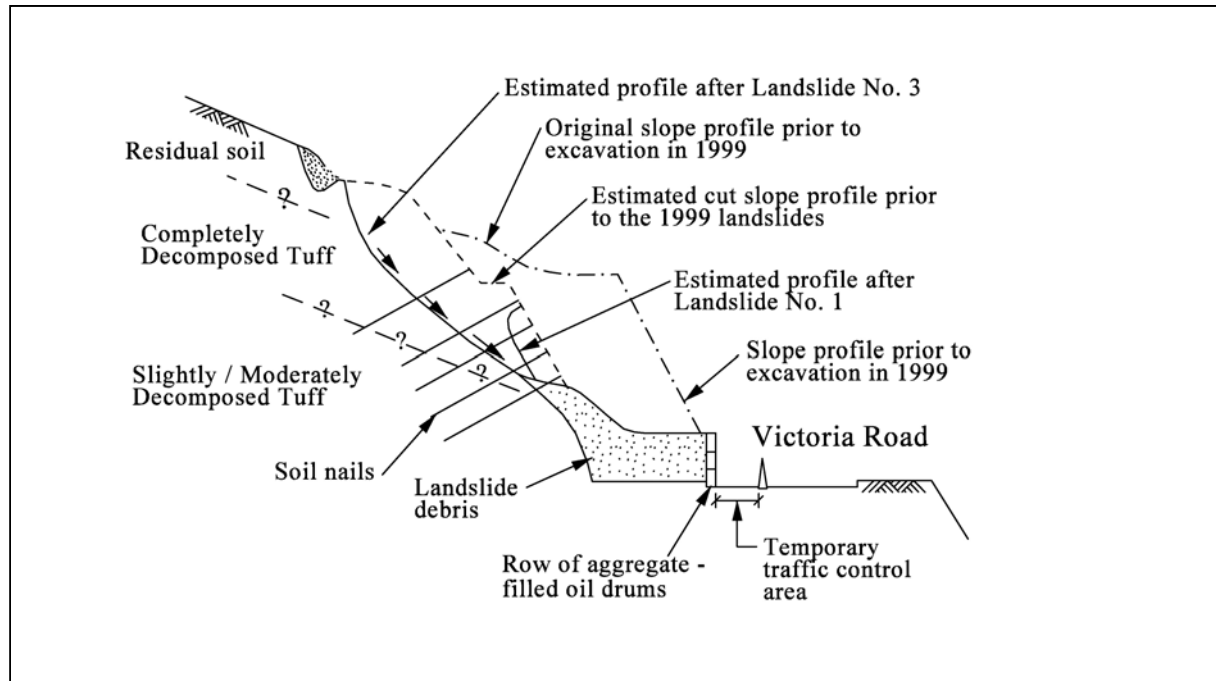 Estimated profile after Landslide No. 3
Original slope profile prior to
excavation in 1999
Residual soil
?
Estimated cut slope profile prior
to the 1999 landslides
Completely
Decomposed Tuff
Estimated profile after
Landslide No. 1
?
?
?
Slightly / Moderately
Decomposed Tuff
Slope profile prior to
excavation in 1999
Victoria Road
Soil nails
Landslide
debris
Row of aggregate -
filled oil drums
Temporary
traffic control
area